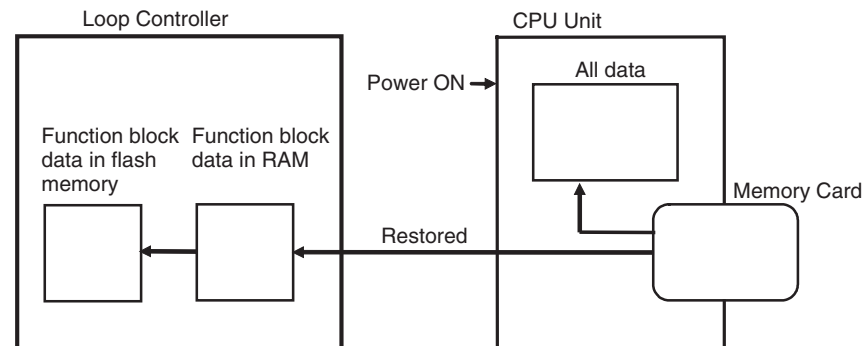 Loop Controller
CPU Unit
Power ON
All data
Function block
data in flash
memory
Function block
data in RAM
Memory Card
Restored